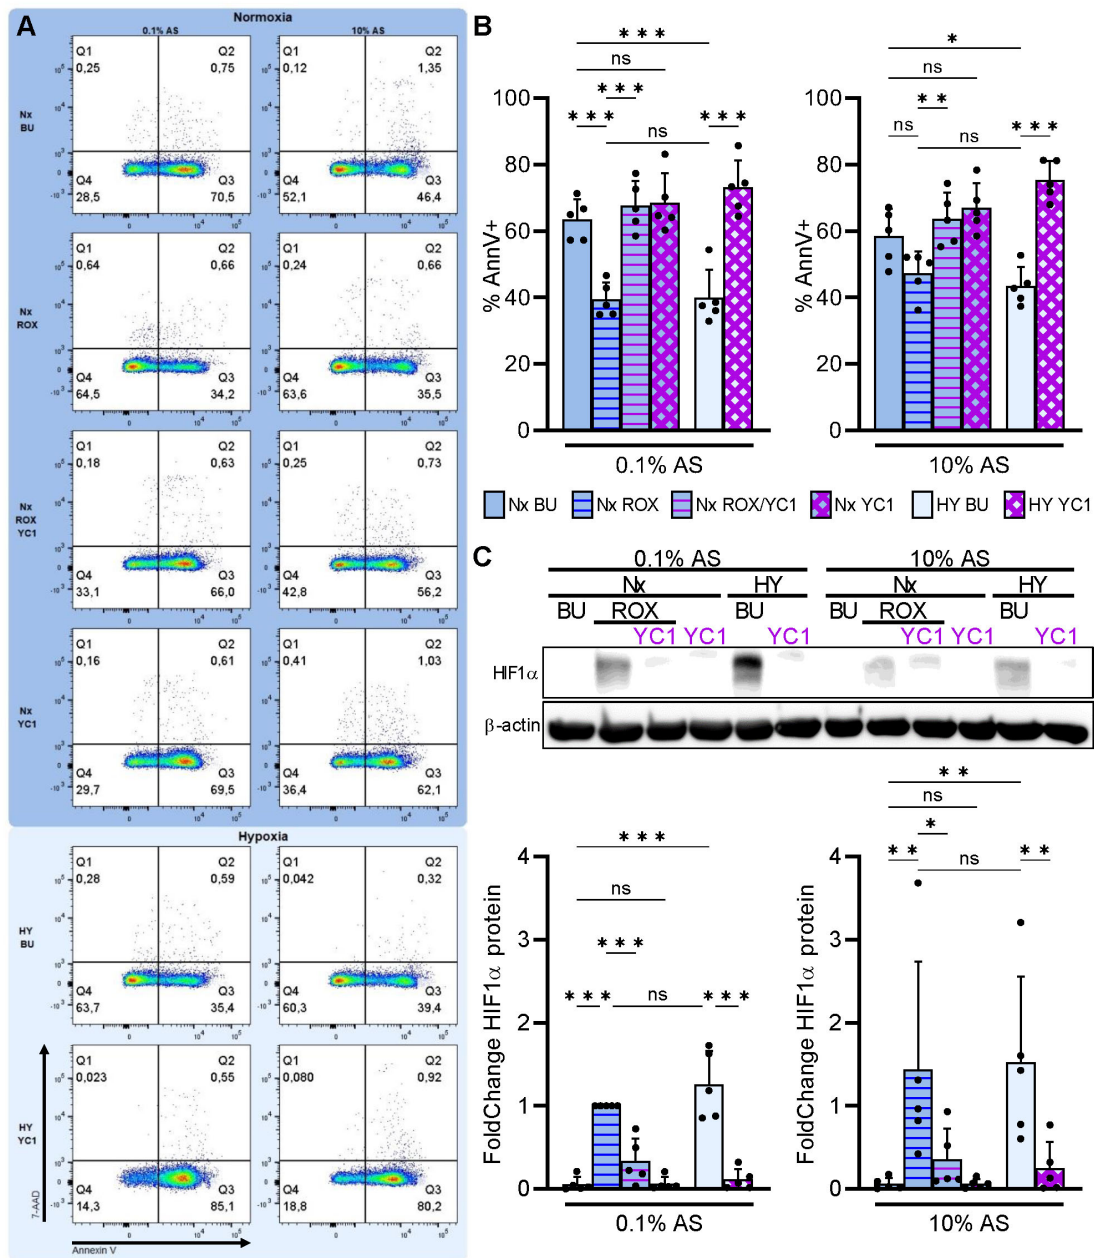 A
Normoxia
0.1% AS
10% AS
Nx
BU
Q1
0,25
Q2
0,75
Q4
28,5
Q3
70,5
Q1
0,12
Q2
1,35
Q4
52,1
Q3
46,4
Nx
ROX
Q1
0,64
Q2
0,66
Q4
64,5
Q3
34,2
Q1
0,24
Q2
0,66
Q4
63,6
Q3
35,5
Nx
ROX
YC1
Q1
0,18
Q2
0,63
Q4
33,1
Q3
66,0
Q1
0,25
Q2
0,73
Q4
42,8
Q3
56,2
Nx
YC1
Q1
0,16
Q2
0,61
Q4
29,7
Q3
69,5
Q1
0,41
Q2
1,03
Q4
36,4
Q3
62,1
Hypoxia
HY
BU
Q1
0,28
Q2
0,59
Q4
63,7
Q3
35,4
Q1
0,042
Q2
0,32
Q4
60,3
Q3
39,4
HY
YC1
Q1
0,023
Q2
0,55
Q4
14,3
Q3
85,1
Q1
0,080
Q2
0,92
Q4
18,8
Q3
80,2
7-AAD
Annexin V
B
% AnnV+
100
80
60
40
20
0
***
ns
***
***
ns
***
0.1% AS
% AnnV+
100
80
60
40
20
0
*
ns
**
ns
ns
***
10% AS
Nx BU Nx ROX Nx ROX/YC1 Nx YC1 HY BU HY YC1
C
0.1% AS 10% AS
Nx HY Nx HY
BU ROX BU BU ROX BU
YC1 YC1 YC1 YC1 YC1 YC1
HIF1α
β-actin
FoldChange HIF1α protein
4
3
2
1
0
***
ns
***
***
ns
***
0.1% AS
FoldChange HIF1α protein
4
3
2
1
0
**
ns
*
**
ns
**
10% AS